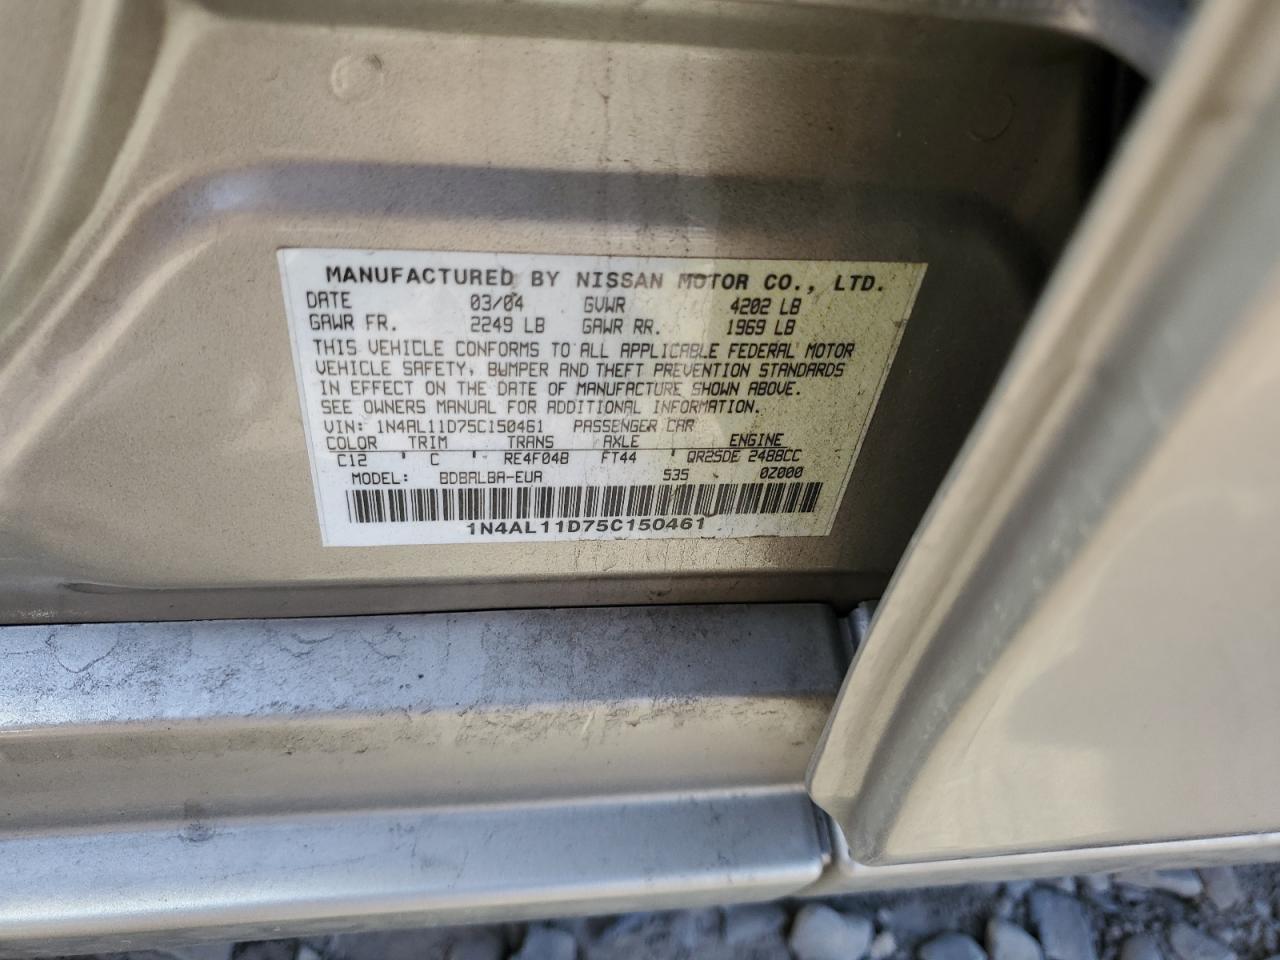 MANUFACTURED BY NISSAN MOTOR CO., LTD.
DATE 03/04 GVWR 4202 LB
GAWR FR. 2249 LB GAWR RR. 1969 LB
THIS VEHICLE CONFORMS TO ALL APPLICABLE FEDERAL MOTOR
VEHICLE SAFETY, BUMPER AND THEFT PREVENTION STANDARDS
IN EFFECT ON THE DATE OF MANUFACTURE SHOWN ABOVE.
SEE OWNERS MANUAL FOR ADDITIONAL INFORMATION.
VIN: 1N4AL11D75C150461 PASSENGER CAR
COLOR TRIM TRANS AXLE ENGINE
C12 ' C RE4F04B FT44 ' QR25DE 2488CC
MODEL: BDBALBA-EUA S35 0Z000
1N4AL11D75C150461